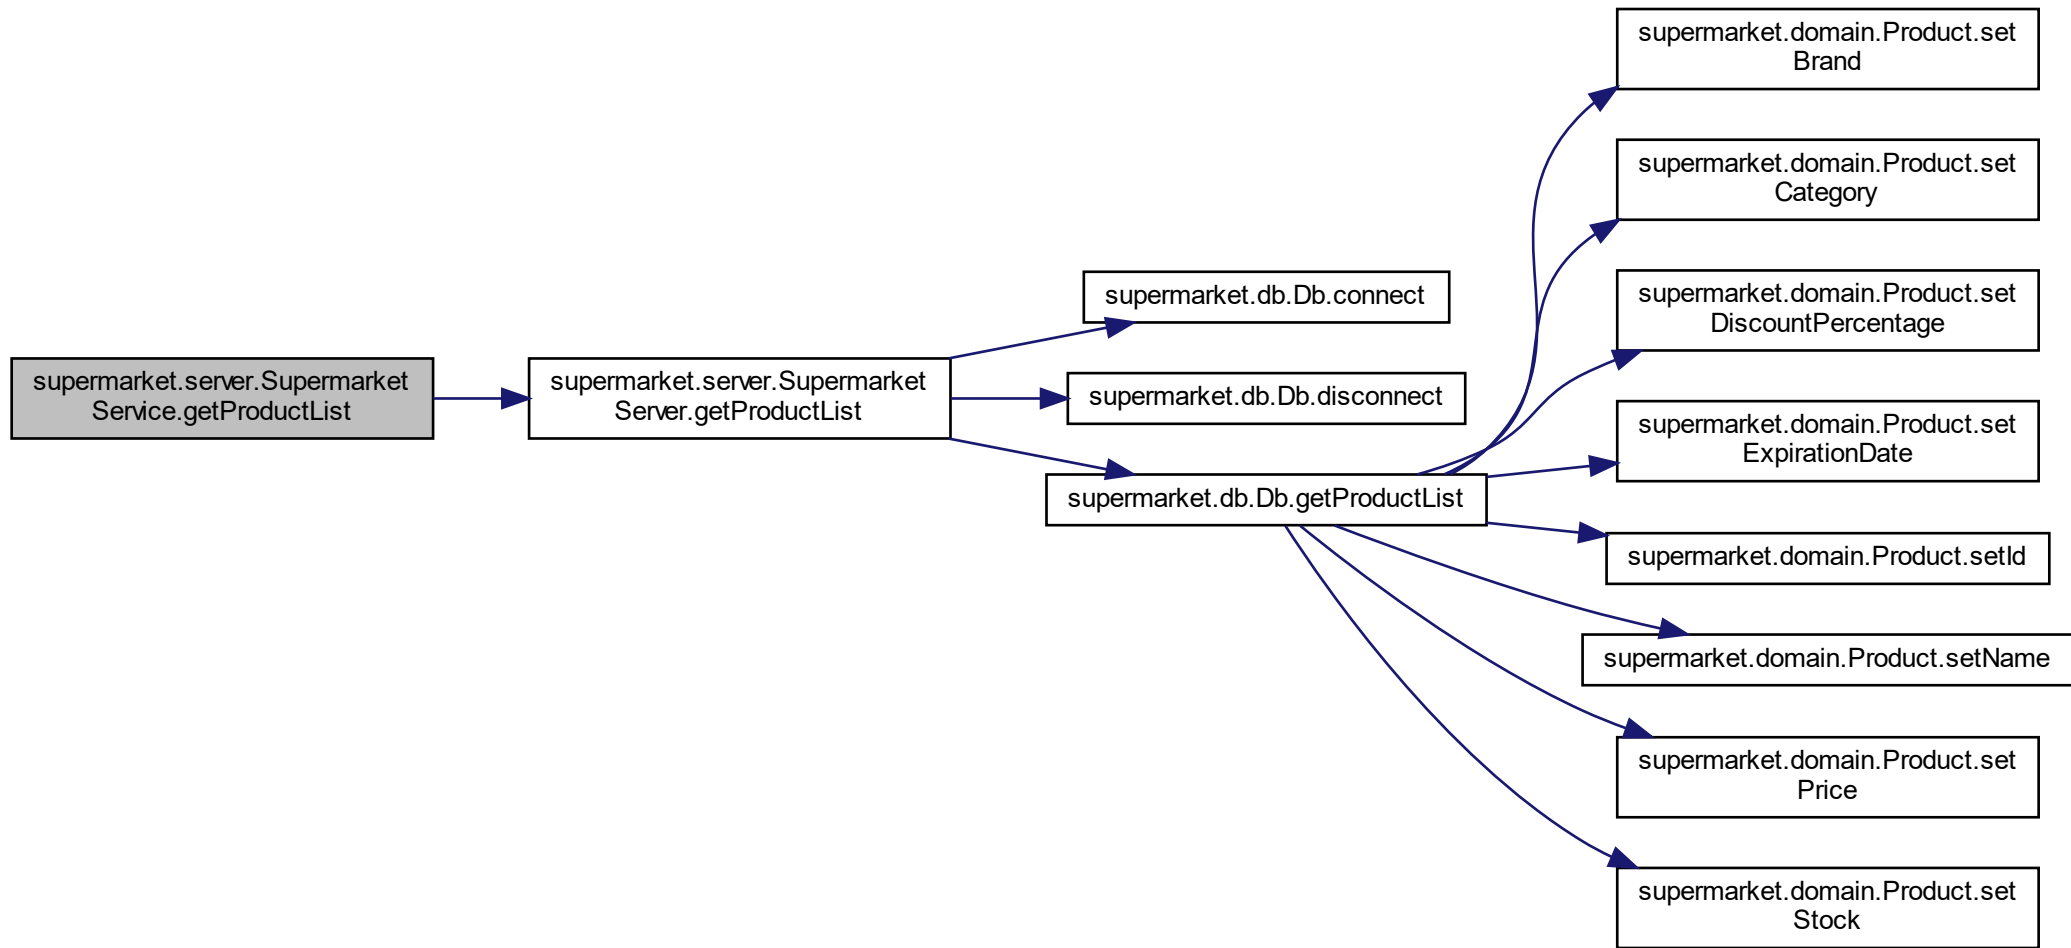 supermarket.server.Supermarket
Service.getProductList
supermarket.server.Supermarket
Server.getProductList
supermarket.db.Db.connect
supermarket.db.Db.disconnect
supermarket.db.Db.getProductList
supermarket.domain.Product.set
Brand
supermarket.domain.Product.set
Category
supermarket.domain.Product.set
DiscountPercentage
supermarket.domain.Product.set
ExpirationDate
supermarket.domain.Product.setId
supermarket.domain.Product.setName
supermarket.domain.Product.set
Price
supermarket.domain.Product.set
Stock